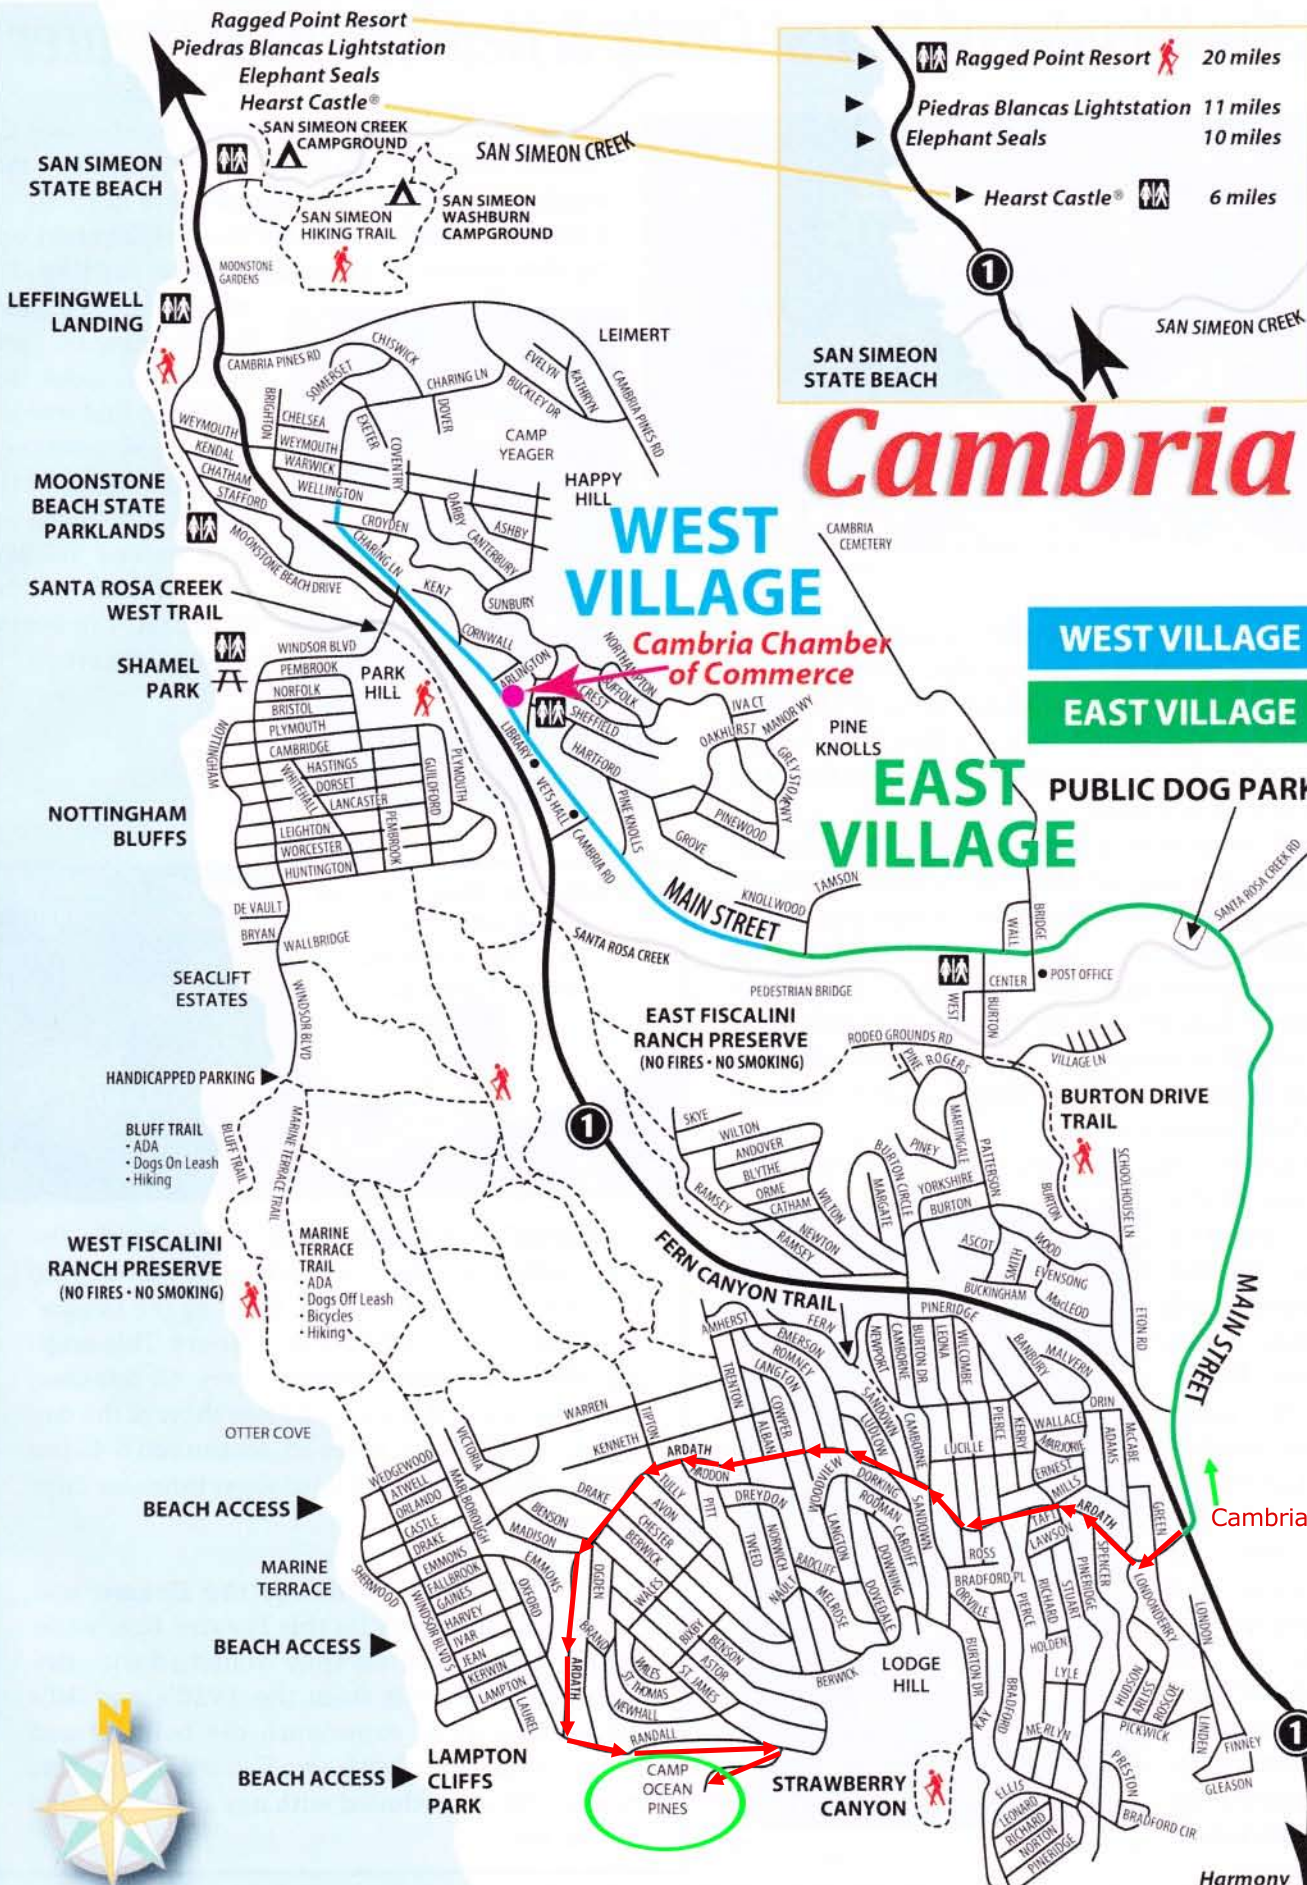 Ragged Point Resort
Piedras Blancas Lightstation
Elephant Seals
Hearst Castle®
Ragged Point Resort 20 miles
Piedras Blancas Lightstation 11 miles
Elephant Seals 10 miles
Hearst Castle® 6 miles
1
SAN SIMEON CREEK
SAN SIMEON
STATE BEACH
Cambria
SAN SIMEON CREEK
CAMPGROUND
SAN SIMEON CREEK
SAN SIMEON
STATE BEACH
SAN SIMEON
HIKING TRAIL
SAN SIMEON
WASHBURN
CAMPGROUND
MOONSTONE
GARDENS
LEFFINGWELL
LANDING
LEIMERT
CAMBRIA PINES RD
CHISWICK
SOMERSET
CHARING LN
EVELYN
KATHRYN
BUCKLEY DR
CAMBRIA PINES RD
BRIGHTON
CHELSEA
EXETER
DOVER
WEYMOUTH
WEYMOUTH
KENDAL
WARWICK
COVENTRY
CAMP
YEAGER
CHATHAM
STAFFORD
WELLINGTON
HAPPY
HILL
MOONSTONE
BEACH STATE
PARKLANDS
CROYDEN
DARBY
ASHBY
CANTERBURY
CHARING LN
MOONSTONE BEACH DRIVE
WEST
VILLAGE
CAMBRIA
CEMETERY
SANTA ROSA CREEK
WEST TRAIL
KENT
SUNBURY
CORNWALL
WEST VILLAGE
EAST VILLAGE
Cambria Chamber
of Commerce
WINDSOR BLVD
SHAMEL
PARK
PEMBROOK
NORFOLK
BRISTOL
PLYMOUTH
CAMBRIDGE
HASTINGS
DORSET
LANCASTER
LEIGHTON
WORCESTER
HUNTINGTON
WHITEHALL
PEMBROOK
GUILDFORD
PLYMOUTH
NOTTINGHAM
PARK
HILL
ARLINGTON
NORTHAMPTON
SUFFOLK
CREST
SHEFFIELD
HARTFORD
LIBRARY
VETS HALL
CAMBRIA RD
PINE KNOLLS
IVA CT
OAKHURST
MANOR WY
GREYSTONE WY
PINEWOOD
GROVE
PINE
KNOLLS
EAST
VILLAGE
PUBLIC DOG PARK
NOTTINGHAM
BLUFFS
SANTA ROSA CREEK RD
TAMSON
KNOLLWOOD
MAIN STREET
BRIDGE
WALL
DE VAULT
BRYAN
WALLBRIDGE
SANTA ROSA CREEK
SEACLIFT
ESTATES
WINDSOR BLVD
PEDESTRIAN BRIDGE
CENTER
POST OFFICE
WEST
BURTON
EAST FISCALINI
RANCH PRESERVE
(NO FIRES • NO SMOKING)
RODEO GROUNDS RD
PINE
ROGERS
VILLAGE LN
HANDICAPPED PARKING
BLUFF TRAIL
• ADA
• Dogs On Leash
• Hiking
BLUFF TRAIL
MARINE TERRACE TRAIL
1
BURTON DRIVE
TRAIL
SKYE
WILTON
ANDOVER
BLYTHE
ORME
CATHAM
RAMSEY
WILTON
NEWTON
RAMSEY
PINEY
MARTINGALE
PATTERSON
BURTON CIRCLE
MARGATE
YORKSHIRE
BURTON
BURTON
SCHOOLHOUSE LN
WEST FISCALINI
RANCH PRESERVE
(NO FIRES • NO SMOKING)
MARINE
TERRACE
TRAIL
• ADA
• Dogs Off Leash
• Bicycles
• Hiking
FERN CANYON TRAIL
ASCOT
WOOD
SMITH
EVENSONG
BUCKINGHAM
MacLEOD
ETON RD
MAIN STREET
AMHERST
FERN
PINERIDGE
EMERSON
ROMNEY
LANGTON
NEWPORT
CAMBORNE
BURTON DR
LEONA
WILCOMBE
BANBURY
MALVERN
TRENTON
COWPER
ALBAN
SANDOWN
LUDLOW
CAMBORNE
PIERCE
KERRY
ORIN
WALLACE
MARJORIE
ADAMS
McCABE
LUCILLE
ERNEST
MILLS
OTTER COVE
WARREN
TIPTON
KENNETH
ARDATH
VICTORIA
MARLBOROUGH
WEDGEWOOD
ATWELL
ORLANDO
CASTLE
DRAKE
EMMONS
FALLBROOK
GAINES
HARVEY
IVAR
JEAN
KERWIN
LAMPTON
SHERWOOD
WINDSOR BLVD S
BEACH ACCESS
MARINE
TERRACE
BEACH ACCESS
HADDON
TULLY
PITT
DREYDON
WOODVIEW
DORKING
RODMAN
SANDOWN
CARDIFF
TAFT
ARDATH
GREEN
Cambria
DRAKE
BENSON
MADISON
AVON
CHESTER
BERWICK
EMMONS
OXFORD
OGDEN
WALES
TWEED
NORWICH
LANGTON
RADCLIFF
DOWNING
NAULT
MELROSE
DOVEDALE
ROSS
LAWSON
SPENCER
BRADFORD PL
ORVILLE
PIERCE
RICHARD
STUART
PINERIDGE
LONDONDERRY
LONDON
BRAND
BIXBY
BENSON
ASTOR
ST JAMES
WALES
ST THOMAS
NEWHALL
BERWICK
LODGE
HILL
HOLDEN
LYLE
BURTON DR
KAY
BRADFORD
MERLYN
HUDSON
ARLISS
ROSCOE
PICKWICK
LINDEN
FINNEY
GLEASON
ARDATH
LAUREL
RANDALL
CAMP
OCEAN
PINES
N
BEACH ACCESS
LAMPTON
CLIFFS
PARK
STRAWBERRY
CANYON
ELLIS
PRESTON
LEONARD
RICHARD
NORTON
PINERIDGE
BRADFORD CIR
1
Harmony